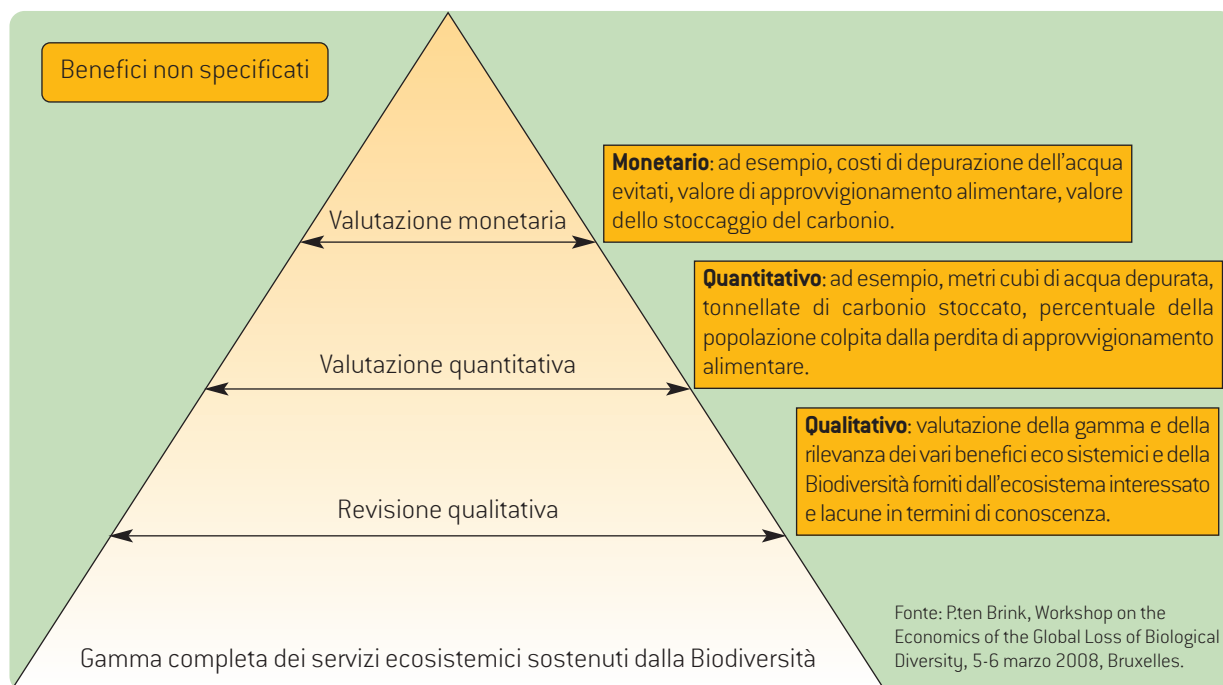 Benefici non specificati
Monetario: ad esempio, costi di depurazione dell'acqua
evitati, valore di approvvigionamento alimentare, valore
dello stoccaggio del carbonio.
Valutazione monetaria
Quantitativo: ad esempio, metri cubi di acqua depurata,
tonnellate di carbonio stoccato, percentuale della
popolazione colpita dalla perdita di approvvigionamento
alimentare.
Valutazione quantitativa
Qualitativo: valutazione della gamma e della
rilevanza dei vari benefici eco sistemici e della
Biodiversità forniti dall'ecosistema interessato
e lacune in termini di conoscenza.
Revisione qualitativa
Gamma completa dei servizi ecosistemici sostenuti dalla Biodiversità
Fonte: P.ten Brink, Workshop on the
Economics of the Global Loss of Biological
Diversity, 5-6 marzo 2008, Bruxelles.